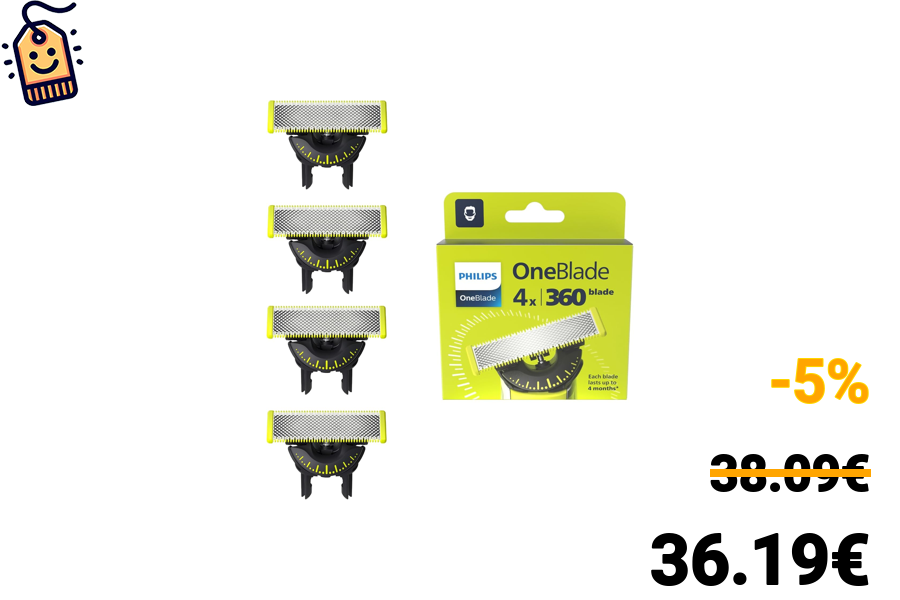 PHILIPS
OneBlade
OneBlade
4x 360 blade
Each blade
lasts up to
4 months*
-5%
38.09€
36.19€